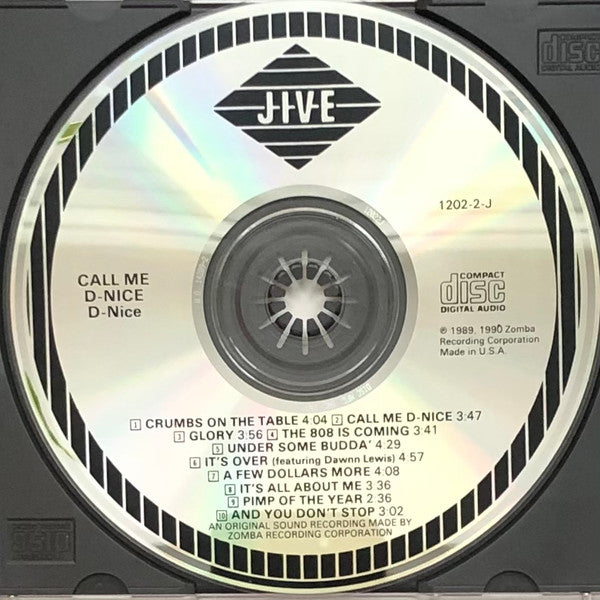 COMPACT
disc
DIGITAL AUDIO
J-I-V-E
1202-2-J
CALL ME
D-NICE
D-Nice
COMPACT
disc
DIGITAL AUDIO
℗ 1989, 1990 Zomba
Recording Corporation
Made in U.S.A.
1 CRUMBS ON THE TABLE 4:04 2 CALL ME D-NICE 3:47
3 GLORY 3:56 4 THE 808 IS COMING 3:41
5 UNDER SOME BUDDA' 4:29
6 IT'S OVER (featuring Dawnn Lewis) 4:57
7 A FEW DOLLARS MORE 4:08
8 IT'S ALL ABOUT ME 3:36
9 PIMP OF THE YEAR 2:36
10 AND YOU DON'T STOP 3:02
AN ORIGINAL SOUND RECORDING MADE BY
ZOMBA RECORDING CORPORATION